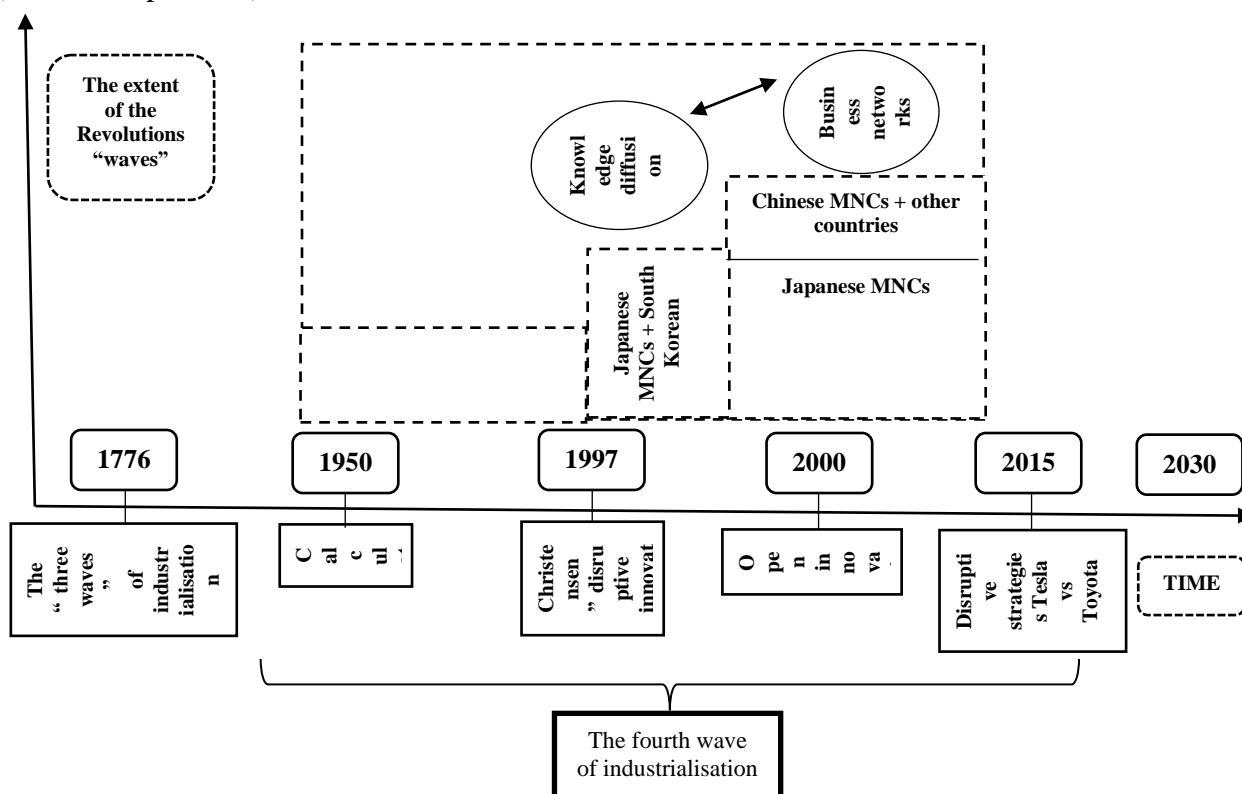 The extent
of the
Revolutions
“waves”
Knowl
edge
diffusi
on
Busin
ess
netwo
rks
Chinese MNCs + other
countries
Japanese MNCs
Japanese
MNCs + South
Korean
1776
1950
1997
2000
2015
2030
The
“ three
waves
” of
industr
ialisatio
n
C
al
c
ul
Christe
nsen
” disru
ptive
innovat
O
pe
n
in
no
va
Disrupti
ve
strategie
s Tesla
vs
Toyota
TIME
The fourth wave
of industrialisation